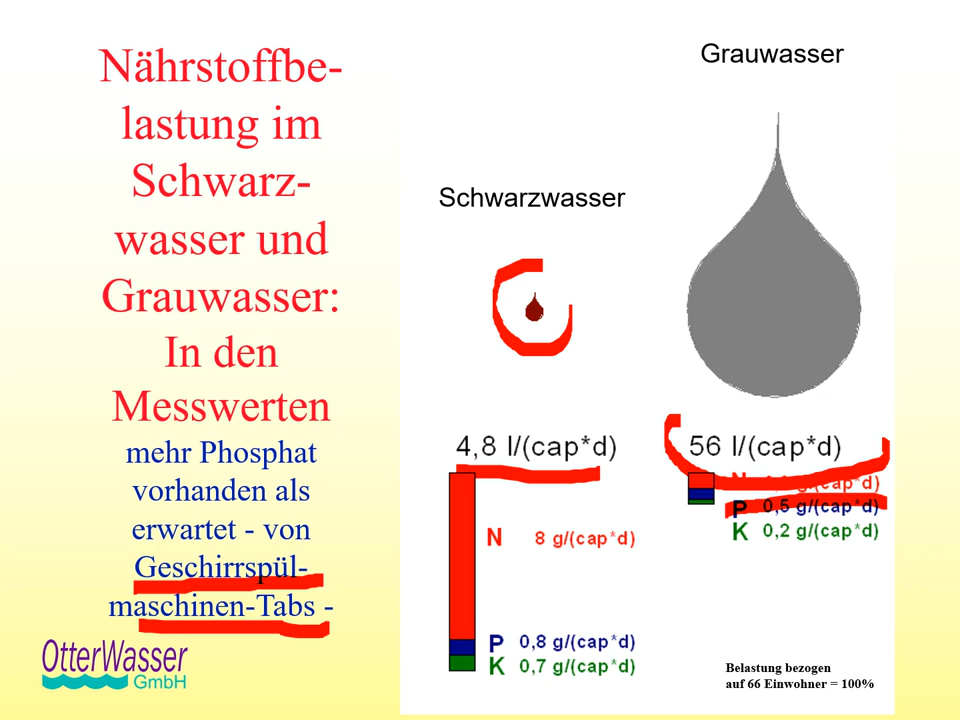 Nährstoffbe-
lastung im
Schwarz-
wasser und
Grauwasser:
In den
Messwerten
mehr Phosphat
vorhanden als
erwartet - von
Geschirrspül-
maschinen-Tabs -
OtterWasser
GmbH
Schwarzwasser
4,8 l/(cap*d)
N 8 g/(cap*d)
P 0,8 g/(cap*d)
K 0,7 g/(cap*d)
Grauwasser
56 l/(cap*d)
N g/(cap*d)
P 0,5 g/(cap*d)
K 0,2 g/(cap*d)
Belastung bezogen
auf 66 Einwohner = 100%